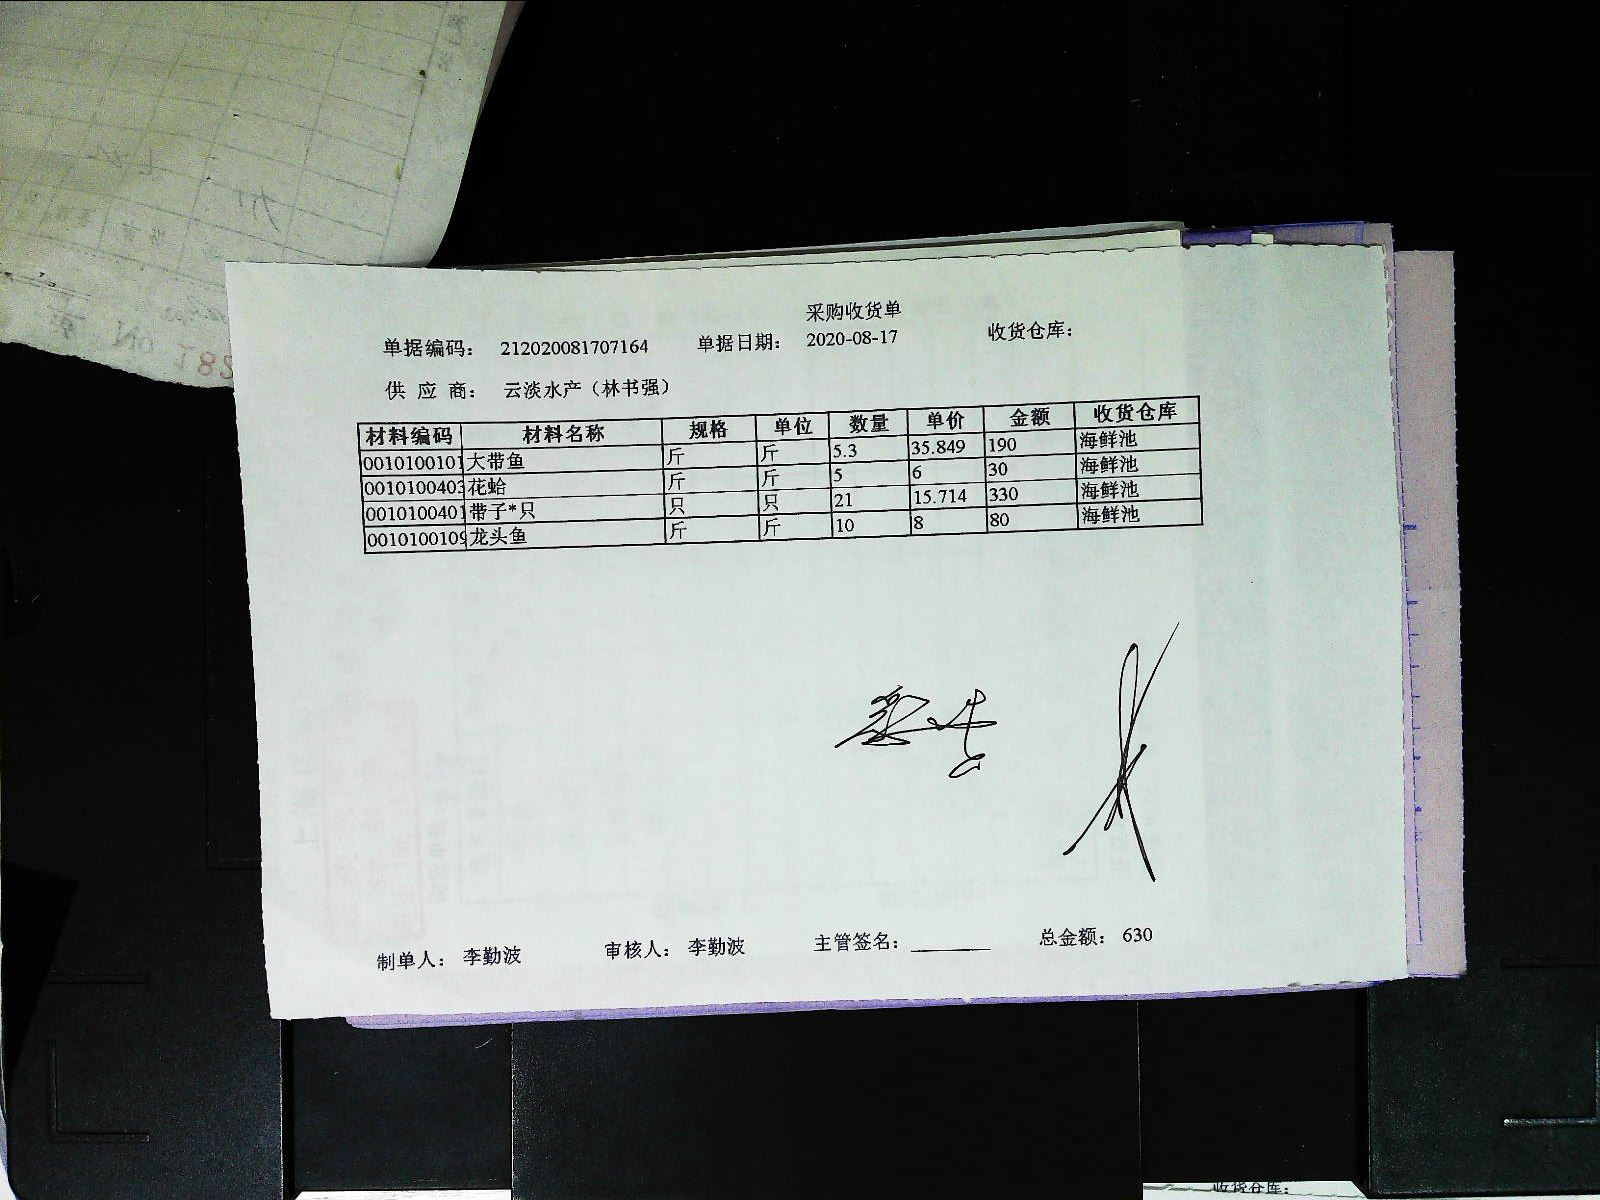 采购收货单
单据编码： 212020081707164 单据日期： 2020-08-17 收货仓库：
供 应 商： 云淡水产（林书强）
材料编码 材料名称 规格 单位 数量 单价 金额 收货仓库
0010100101 大带鱼 斤 斤 5.3 35.849 190 海鲜池
0010100403 花蛤 斤 斤 5 6 30 海鲜池
0010100401 带子*只 只 只 21 15.714 330 海鲜池
0010100109 龙头鱼 斤 斤 10 8 80 海鲜池
制单人： 李勤波 审核人： 李勤波 主管签名： 总金额： 630
收货仓库：